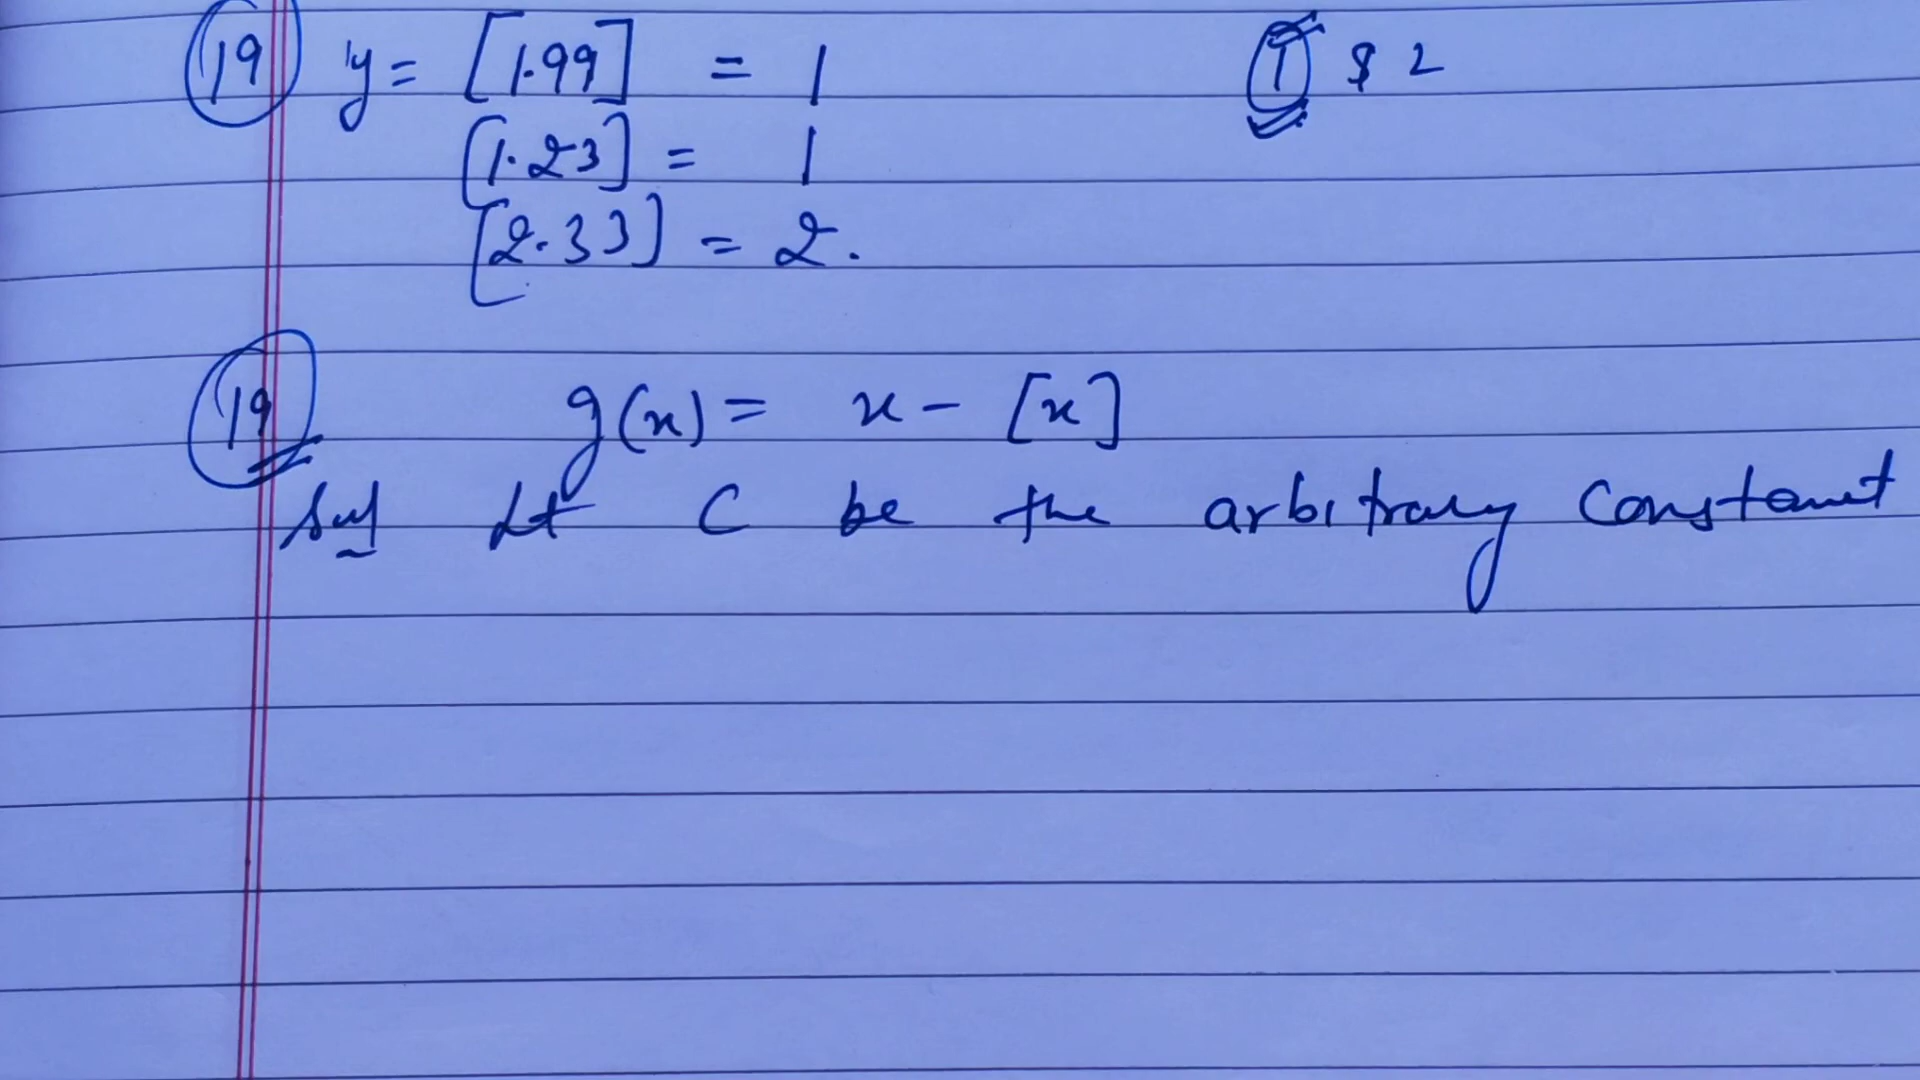 19 y = [1.99] = 1 1 & 2
[1.23] = 1
[2.33] = 2.
19 g(x) = x - [x]
Sol Let C be the arbitrary constant